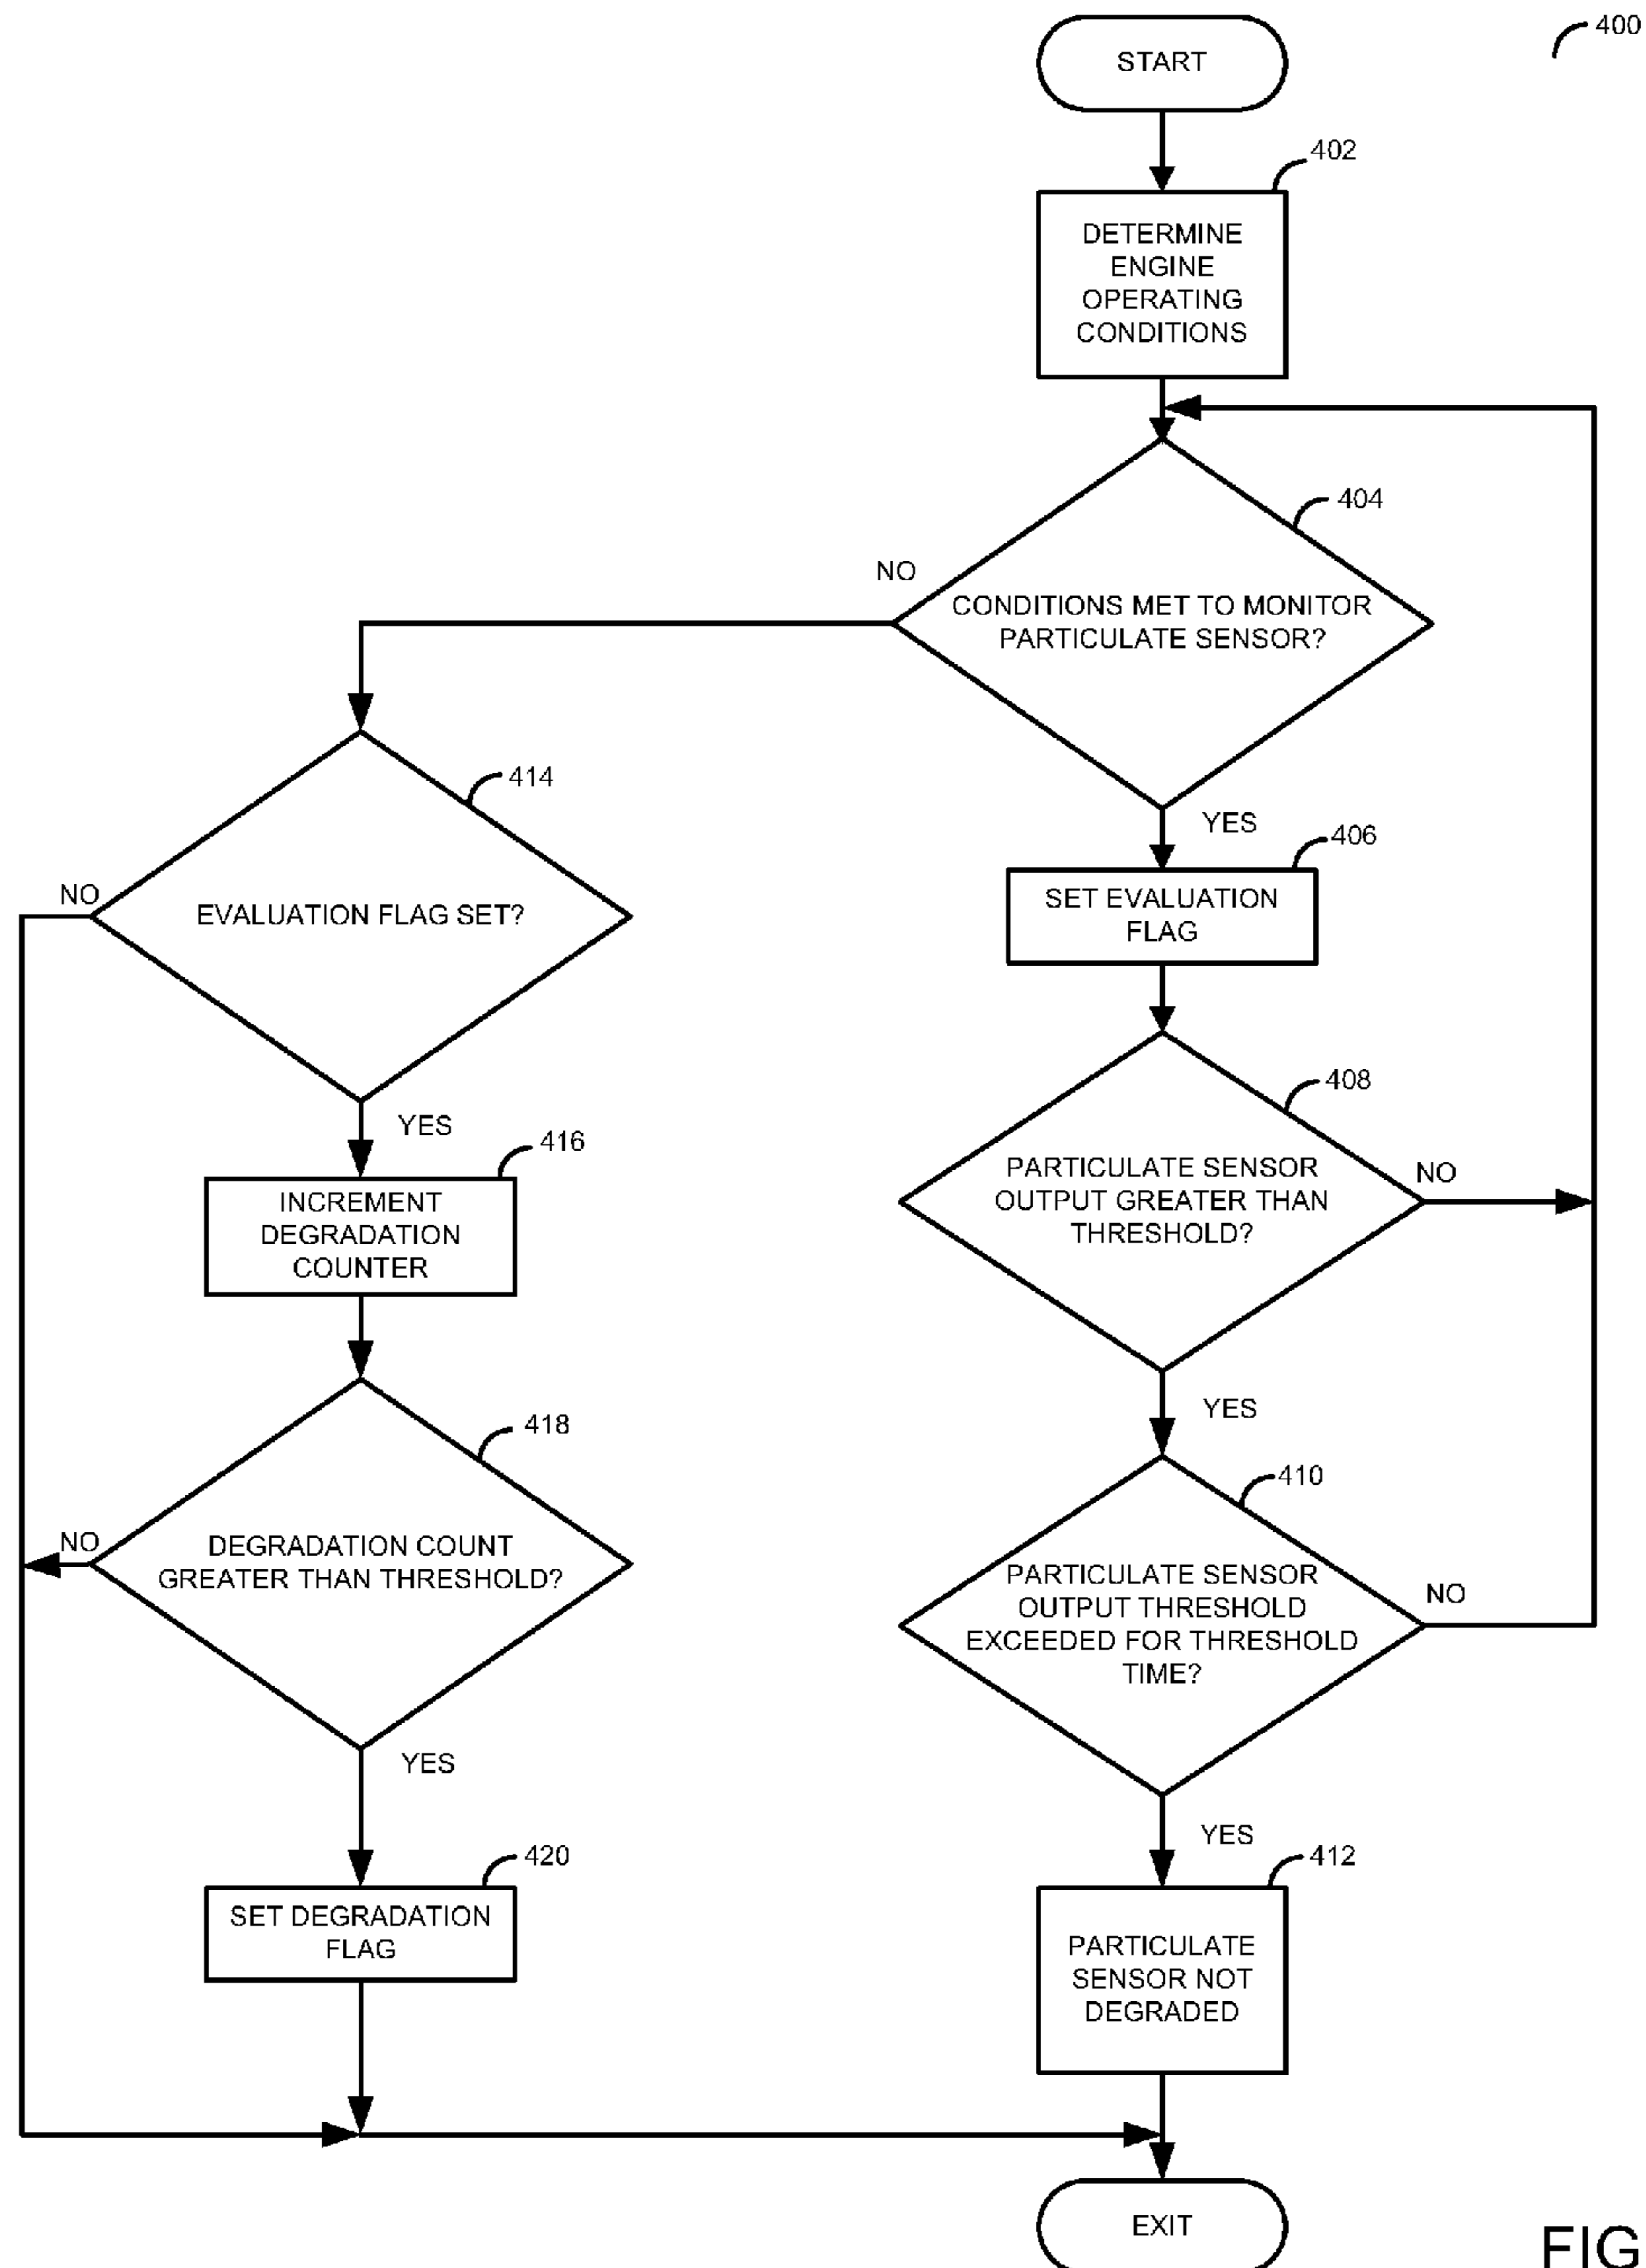 400
START
402
DETERMINE
ENGINE
OPERATING
CONDITIONS
404
NO
CONDITIONS MET TO MONITOR
PARTICULATE SENSOR?
YES
414
NO
EVALUATION FLAG SET?
YES
406
SET EVALUATION
FLAG
408
PARTICULATE SENSOR
OUTPUT GREATER THAN
THRESHOLD?
NO
YES
416
INCREMENT
DEGRADATION
COUNTER
418
NO
DEGRADATION COUNT
GREATER THAN THRESHOLD?
YES
410
PARTICULATE SENSOR
OUTPUT THRESHOLD
EXCEEDED FOR THRESHOLD
TIME?
NO
YES
420
SET DEGRADATION
FLAG
412
PARTICULATE
SENSOR NOT
DEGRADED
EXIT
FIG